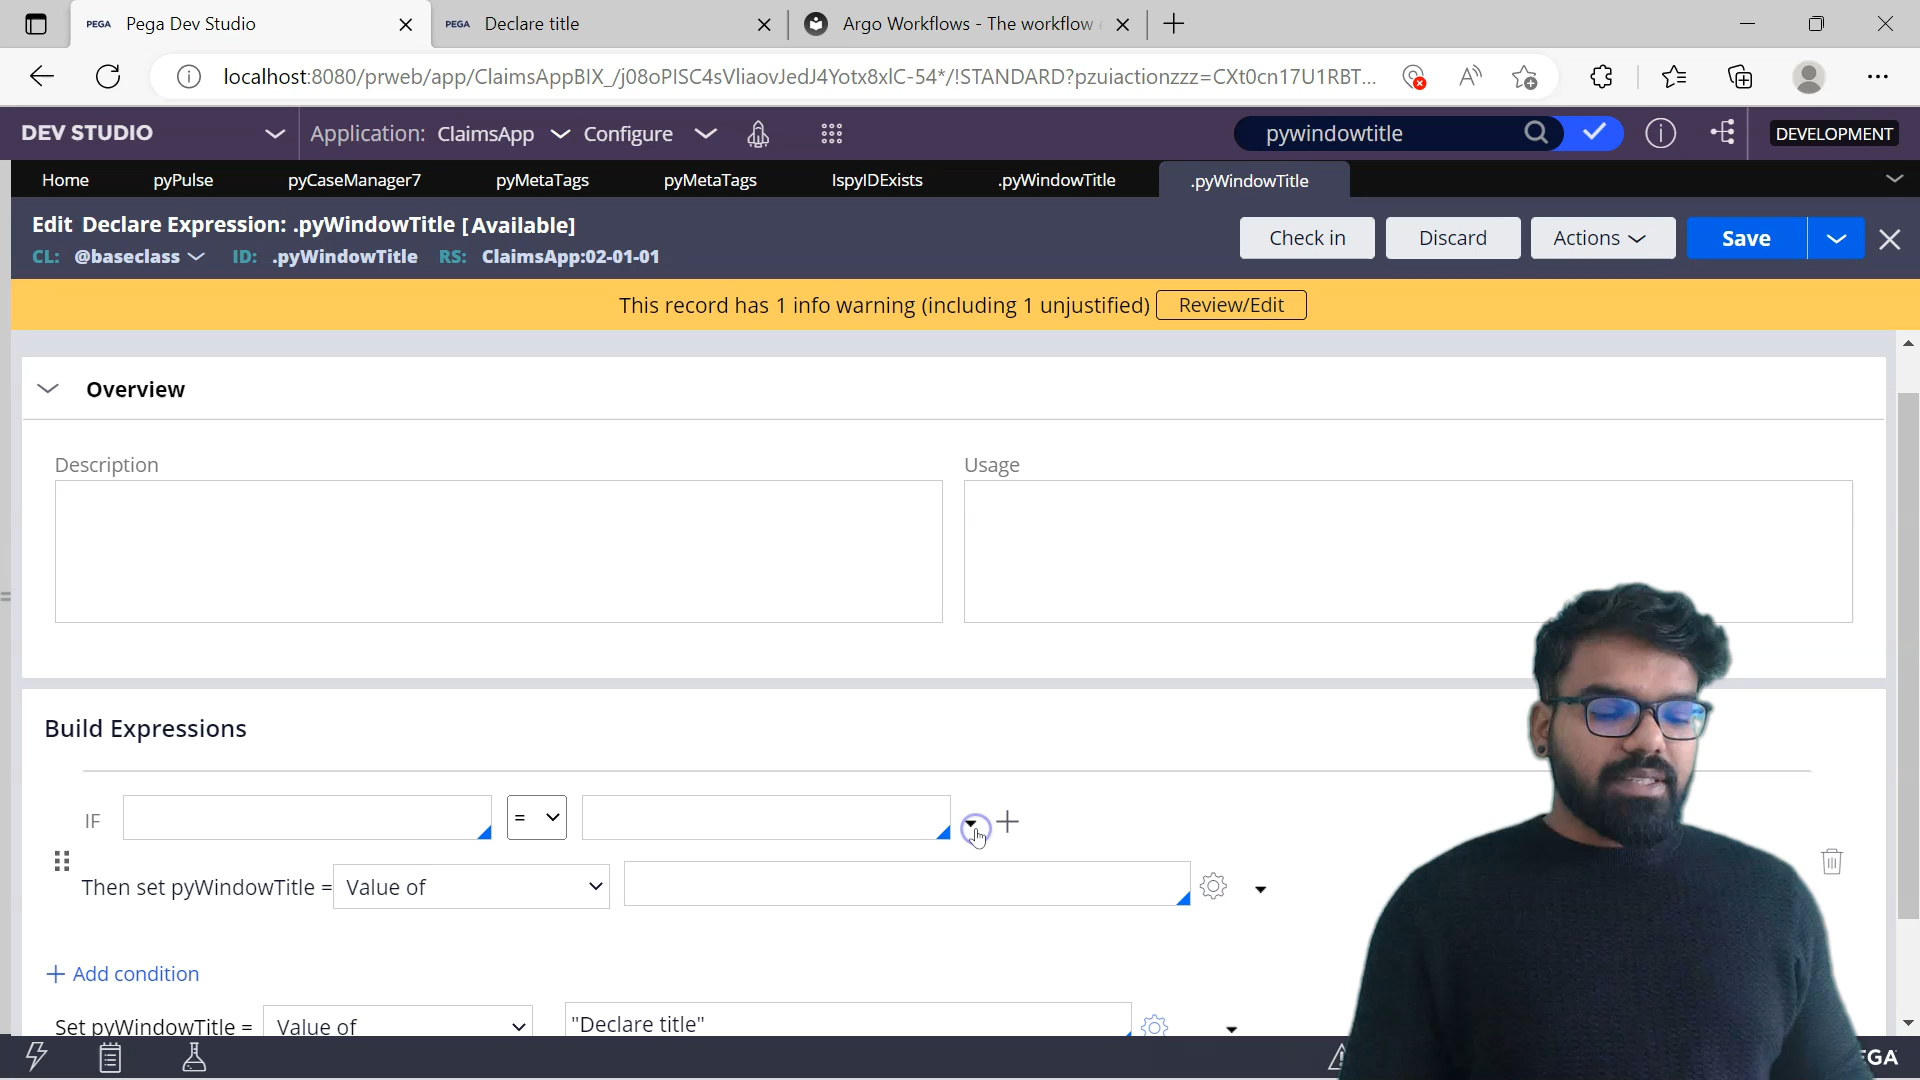 PEGA Pega Dev Studio
PEGA Declare title
Argo Workflows - The workflow
localhost:8080/prweb/app/ClaimsAppBIX_/j08oPISC4sVliaovJedJ4Yotx8xlC-54*/!STANDARD?pzuiactionzzz=CXt0cn17U1RBT...
DEV STUDIO Application: ClaimsApp Configure pywindowtitle DEVELOPMENT
Home pyPulse pyCaseManager7 pyMetaTags pyMetaTags IspyIDExists .pyWindowTitle .pyWindowTitle
Edit Declare Expression: .pyWindowTitle [Available]
CL: @baseclass ID: .pyWindowTitle RS: ClaimsApp:02-01-01
Check in Discard Actions Save
This record has 1 info warning (including 1 unjustified) Review/Edit
Overview
Description Usage
Build Expressions
IF =
Then set pyWindowTitle = Value of
+ Add condition
Set pyWindowTitle = Value of "Declare title"